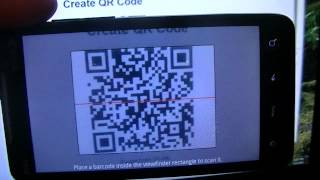 Create QR Code
Create QR Code
Place a barcode inside the viewfinder rectangle to scan it.